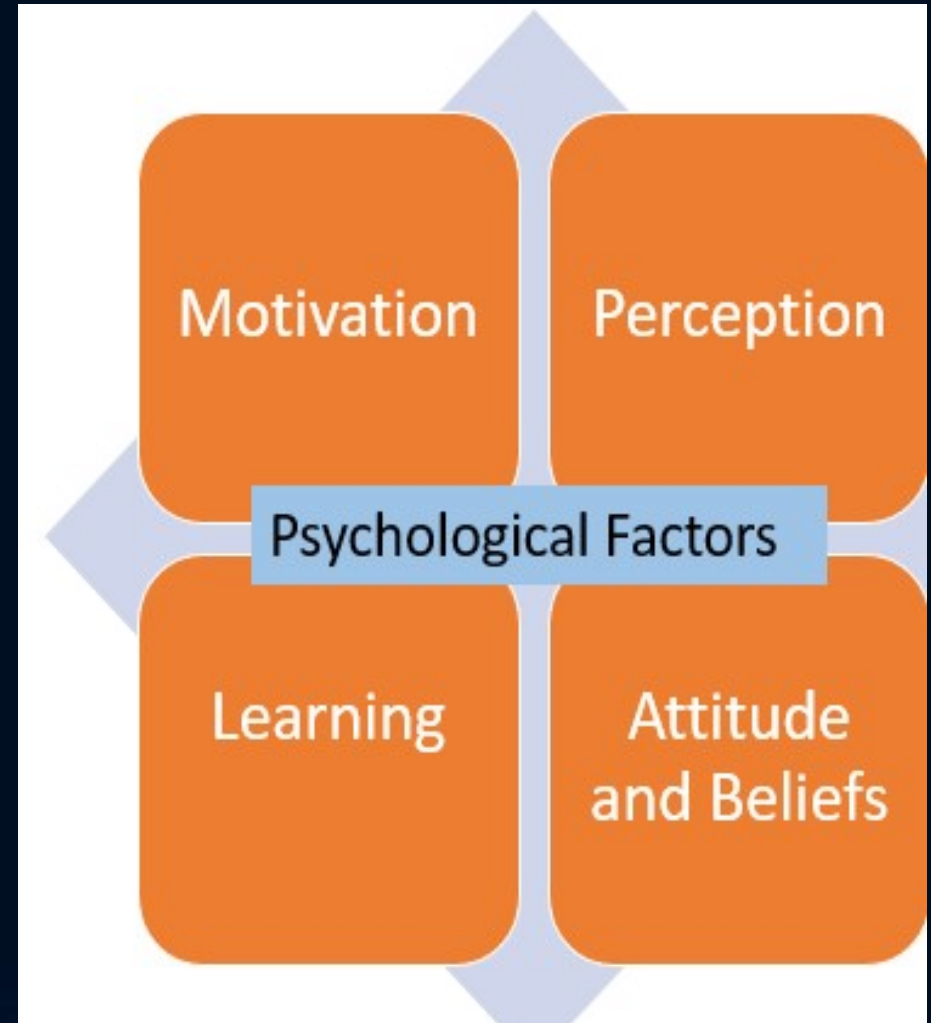 Motivation
Perception
Psychological Factors
Learning
Attitude
and Beliefs